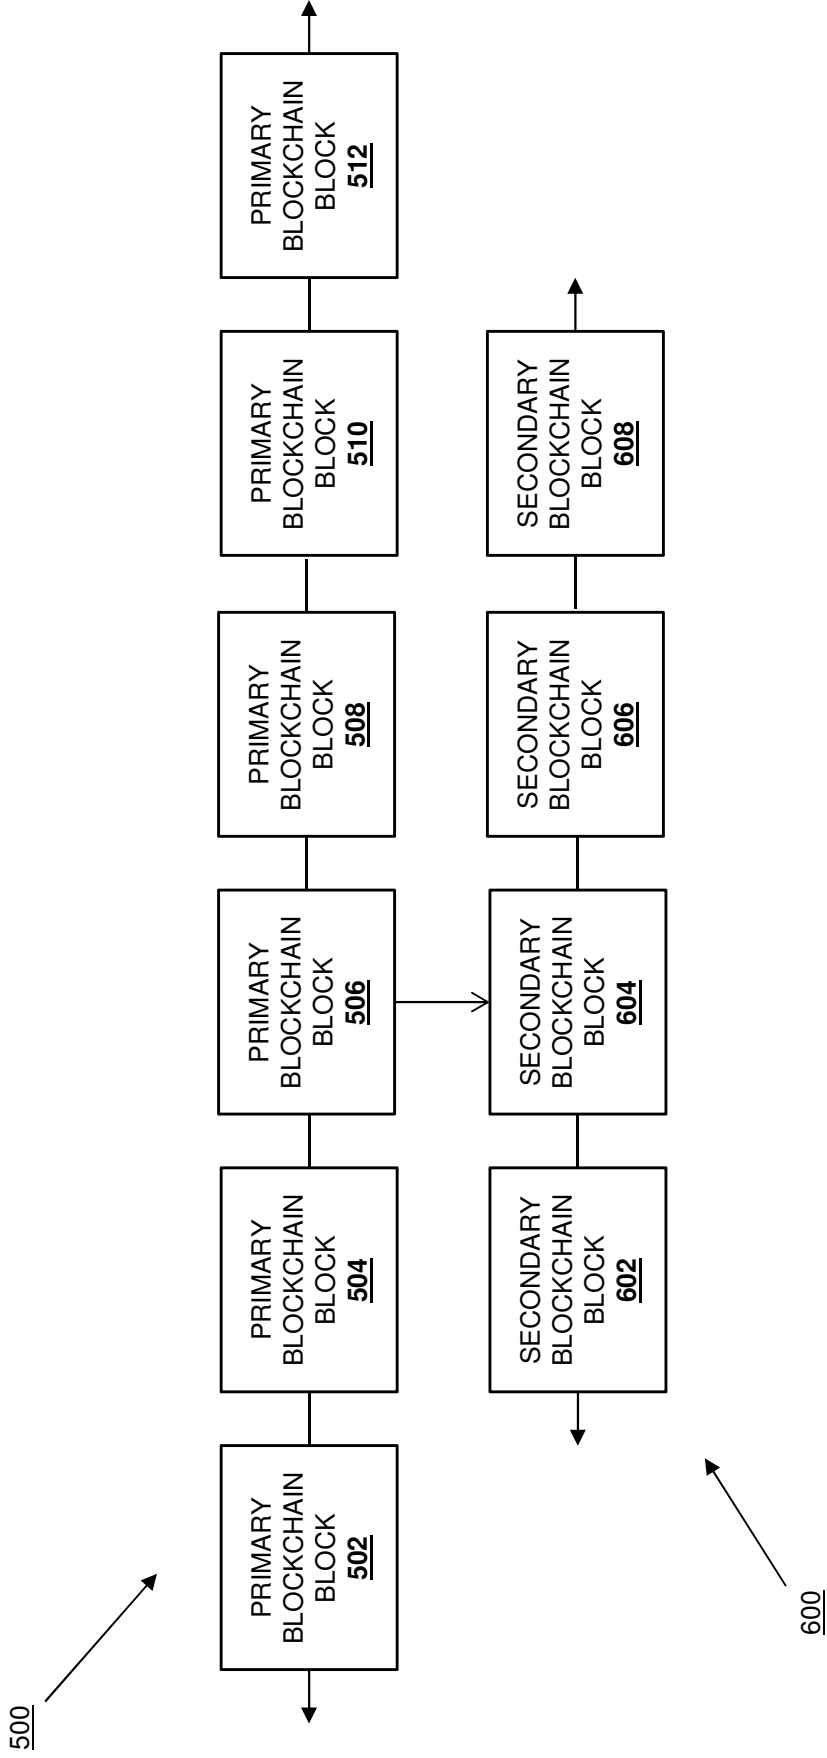 500
PRIMARY
BLOCKCHAIN
BLOCK
502
PRIMARY
BLOCKCHAIN
BLOCK
504
PRIMARY
BLOCKCHAIN
BLOCK
506
PRIMARY
BLOCKCHAIN
BLOCK
508
PRIMARY
BLOCKCHAIN
BLOCK
510
PRIMARY
BLOCKCHAIN
BLOCK
512
SECONDARY
BLOCKCHAIN
BLOCK
602
SECONDARY
BLOCKCHAIN
BLOCK
604
SECONDARY
BLOCKCHAIN
BLOCK
606
SECONDARY
BLOCKCHAIN
BLOCK
608
600